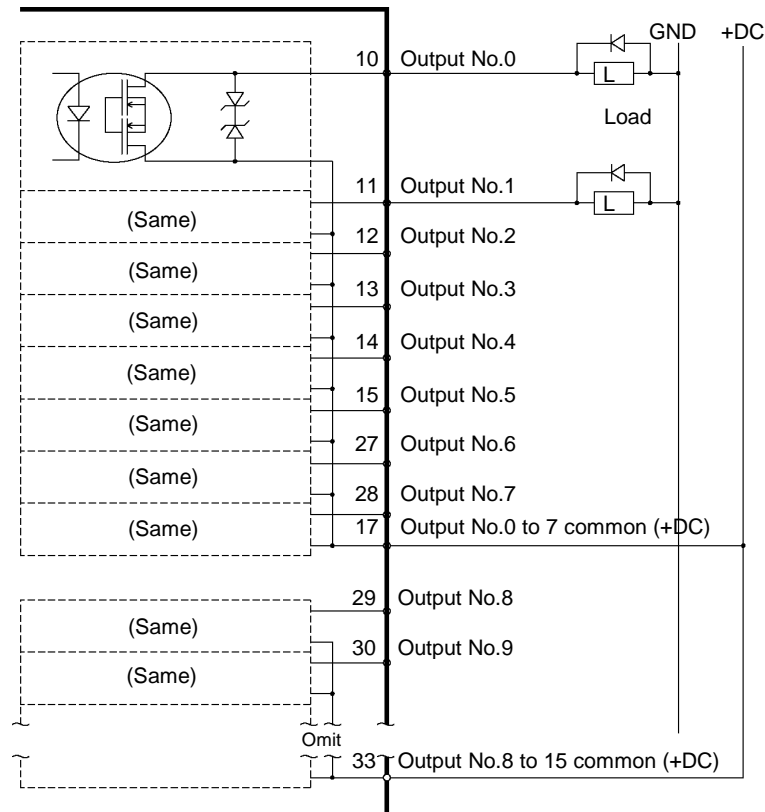 GND +DC
10 Output No.0
L
Load
11 Output No.1
L
(Same)
12 Output No.2
(Same)
13 Output No.3
(Same)
14 Output No.4
(Same)
15 Output No.5
(Same)
27 Output No.6
(Same)
28 Output No.7
(Same)
17 Output No.0 to 7 common (+DC)
29 Output No.8
(Same)
30 Output No.9
(Same)
Omit
33 Output No.8 to 15 common (+DC)